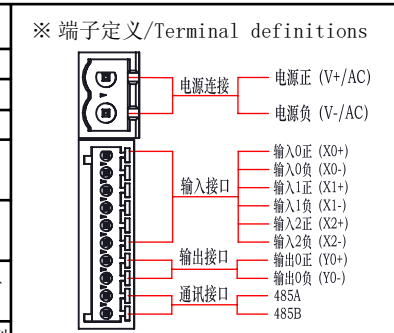 ※ 端子定义/Terminal definitions
电源连接
电源正 (V+/AC)
电源负 (V-/AC)
输入接口
输入0正 (X0+)
输入0负 (X0-)
输入1正 (X1+)
输入1负 (X1-)
输入2正 (X2+)
输入2负 (X2-)
输出接口
输出0正 (Y0+)
输出0负 (Y0-)
通讯接口
485A
485B